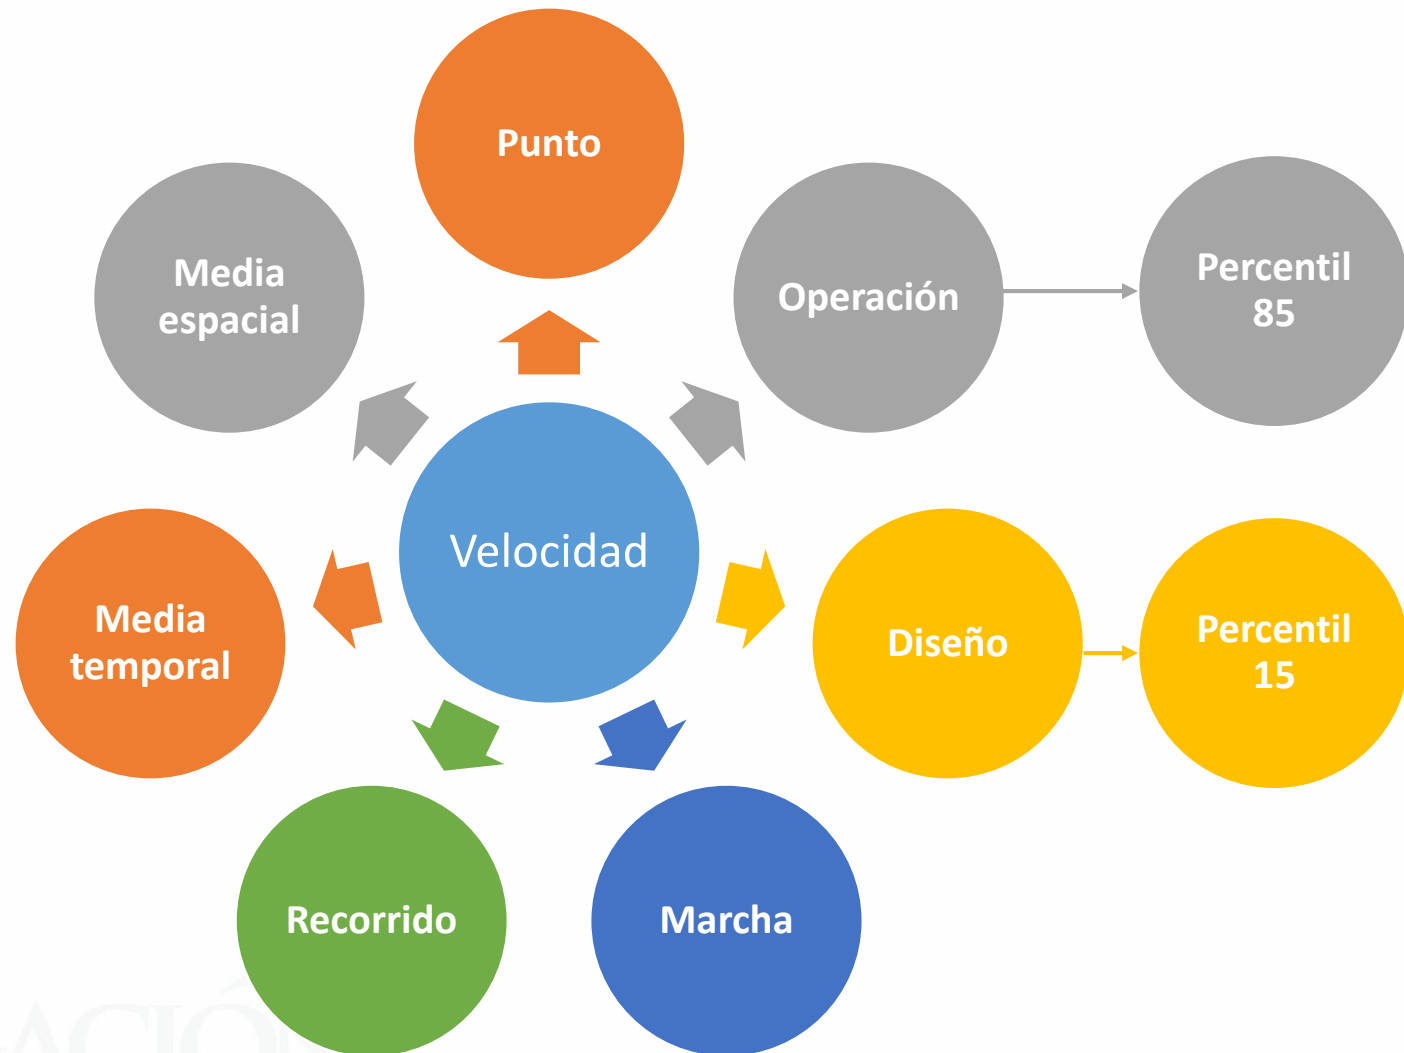 Punto
Media
espacial
Operación
Percentil
85
Velocidad
Media
temporal
Diseño
Percentil
15
Recorrido
Marcha